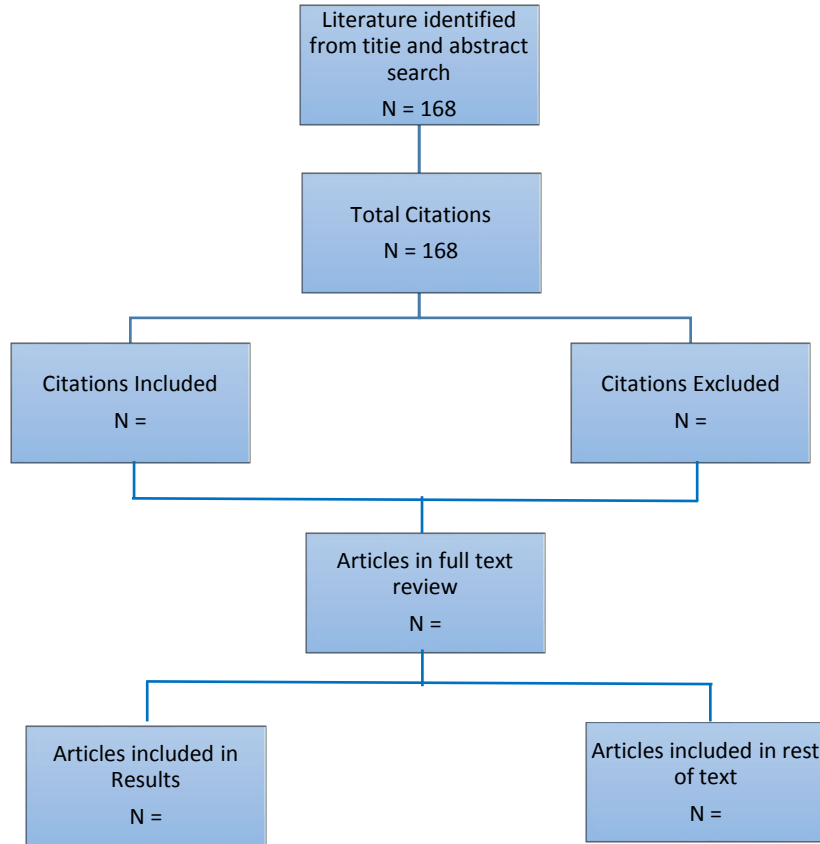 Literature identified
from titie and abstract
search
N = 168
Total Citations
N = 168
Citations Included
N =
Citations Excluded
N =
Articles in full text
review
N =
Articles included in
Results
N =
Articles included in rest
of text
N =